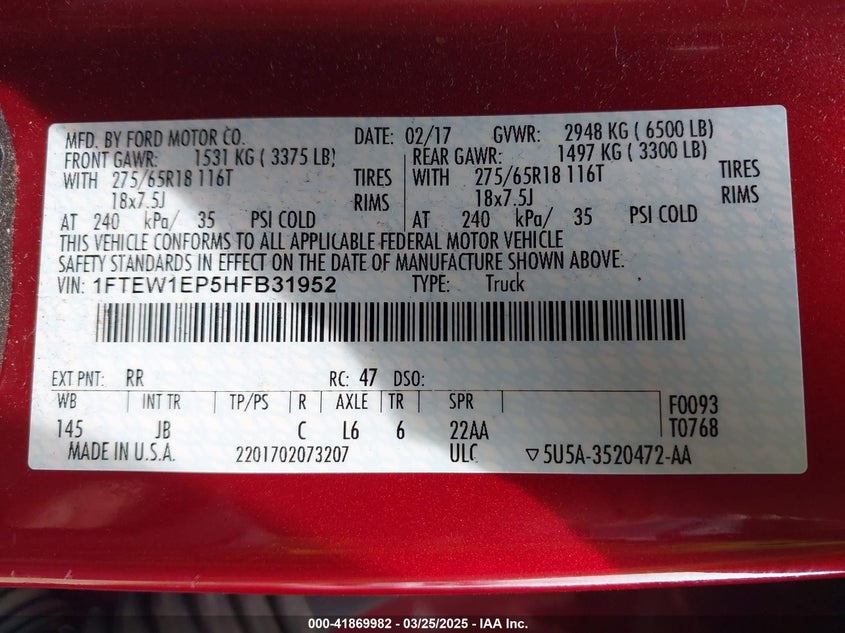 MFD. BY FORD MOTOR CO. DATE: 02/17 GVWR: 2948 KG ( 6500 LB)
FRONT GAWR: 1531 KG ( 3375 LB) REAR GAWR: 1497 KG ( 3300 LB)
WITH 275/65R18 116T TIRES WITH 275/65R18 116T TIRES
18x7.5J RIMS 18x7.5J RIMS
AT 240 kPa/ 35 PSI COLD AT 240 kPa/ 35 PSI COLD
THIS VEHICLE CONFORMS TO ALL APPLICABLE FEDERAL MOTOR VEHICLE
SAFETY STANDARDS IN EFFECT ON THE DATE OF MANUFACTURE SHOWN ABOVE.
VIN: 1FTEW1EP5HFB31952 TYPE: Truck
EXT PNT: RR RC: 47 DSO:
WB INT TR TP/PS R AXLE TR SPR F0093
145 JB C L6 6 22AA T0768
MADE IN U.S.A. 2201702073207 ULC ▽5U5A-3520472-AA
000-41869982 - 03/25/2025 - IAA Inc.